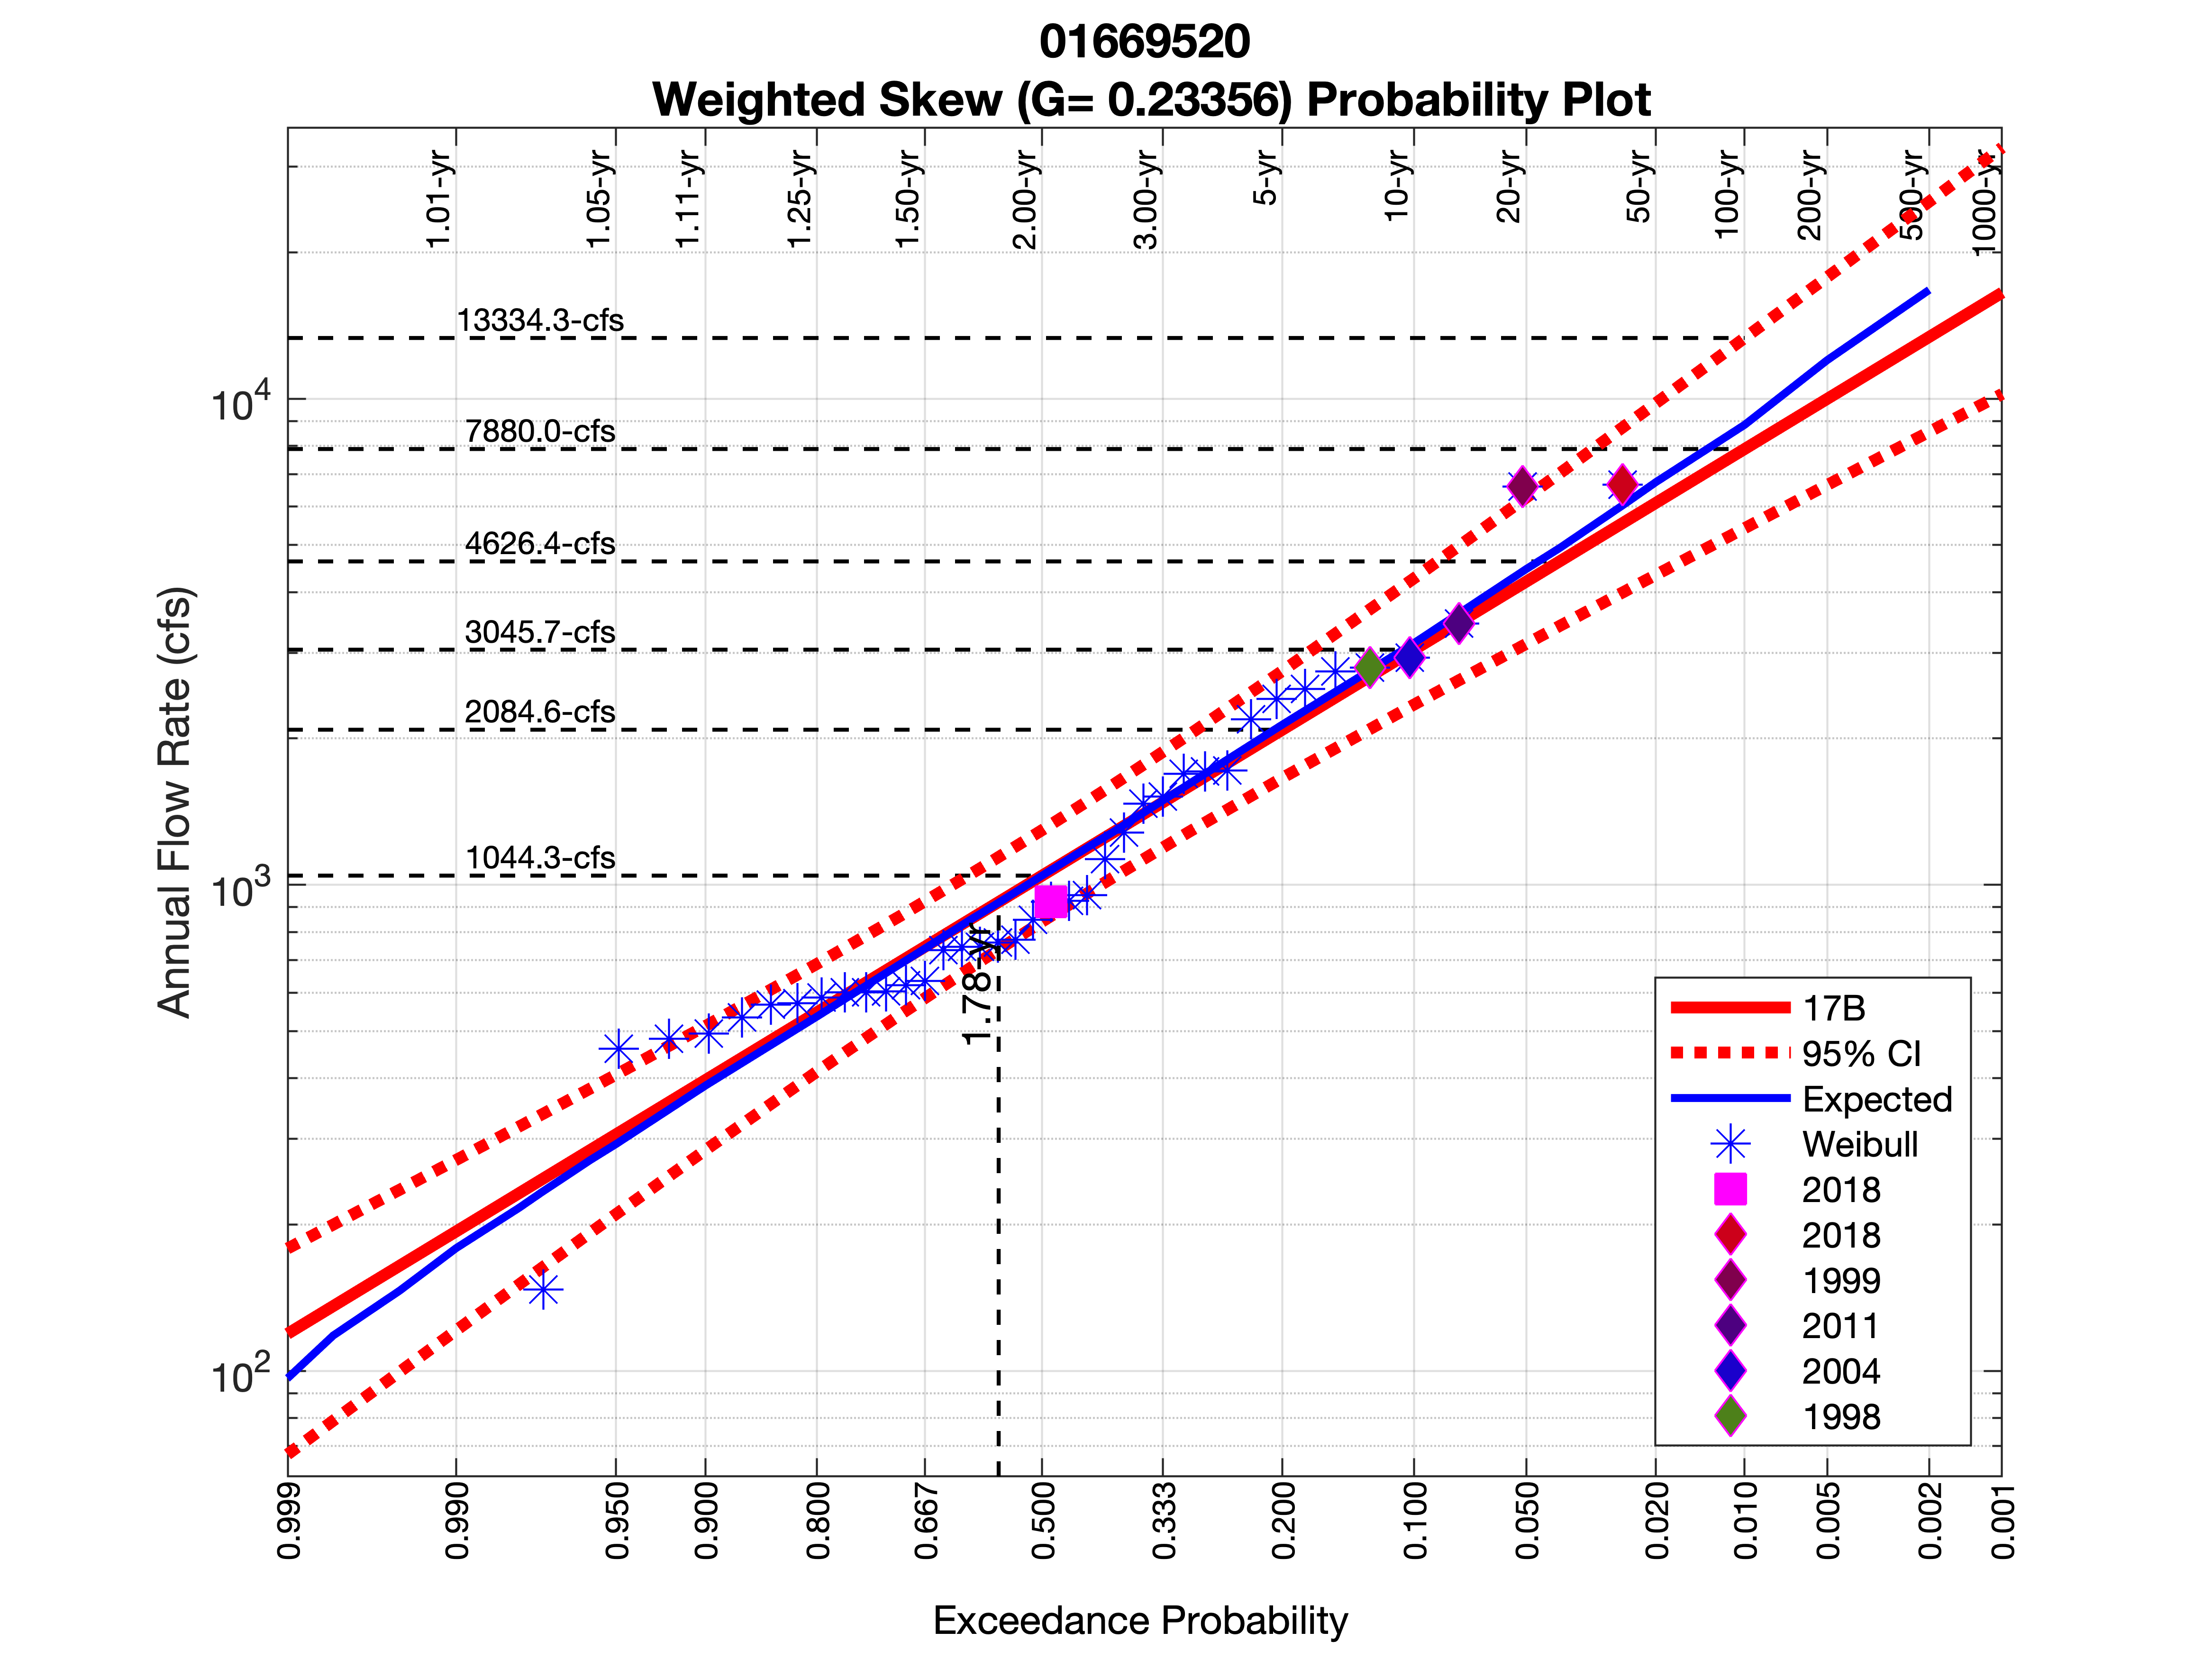 01669520
Weighted Skew (G= 0.23356) Probability Plot
1.01-yr
1.05-yr
1.11-yr
1.25-yr
1.50-yr
2.00-yr
3.00-yr
5-yr
10-yr
20-yr
50-yr
100-yr
200-yr
500-yr
1000-yr
13334.3-cfs
7880.0-cfs
4626.4-cfs
3045.7-cfs
2084.6-cfs
1044.3-cfs
1.78-yr
10⁴
10³
10²
Annual Flow Rate (cfs)
17B
95% CI
Expected
Weibull
2018
2018
1999
2011
2004
1998
0.999
0.990
0.950
0.900
0.800
0.667
0.500
0.333
0.200
0.100
0.050
0.020
0.010
0.005
0.002
0.001
Exceedance Probability